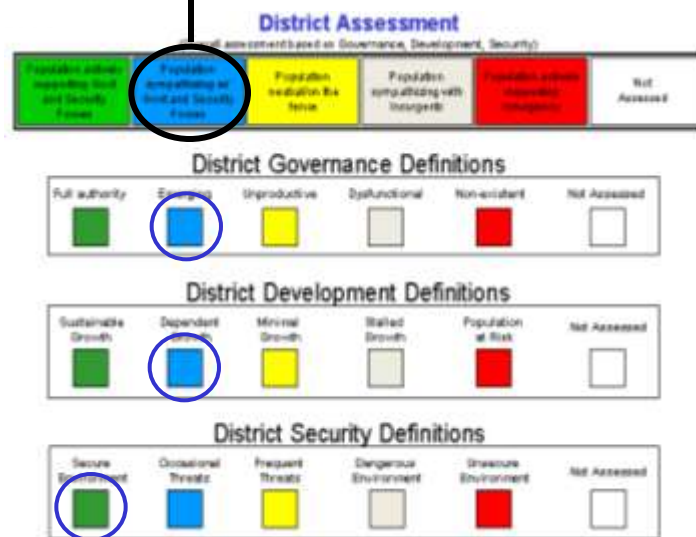 District Assessment
(Overall assessment based on Governance, Development, Security)
Population actively supporting Govt and Security Forces
Population sympathizing w/ Govt and Security Forces
Population neutral/on the fence
Population sympathizing with Insurgents
Population actively supporting insurgency
Not Assessed
District Governance Definitions
Full authority Emerging Unproductive Dysfunctional Non-existent Not Assessed
District Development Definitions
Sustainable Dependent Minimal Stalled Population Not Assessed
Growth Growth Growth Growth at Risk
District Security Definitions
Secure Occasional Frequent Dangerous Unsecure Not Assessed
Environment Threats Threats Environment Environment